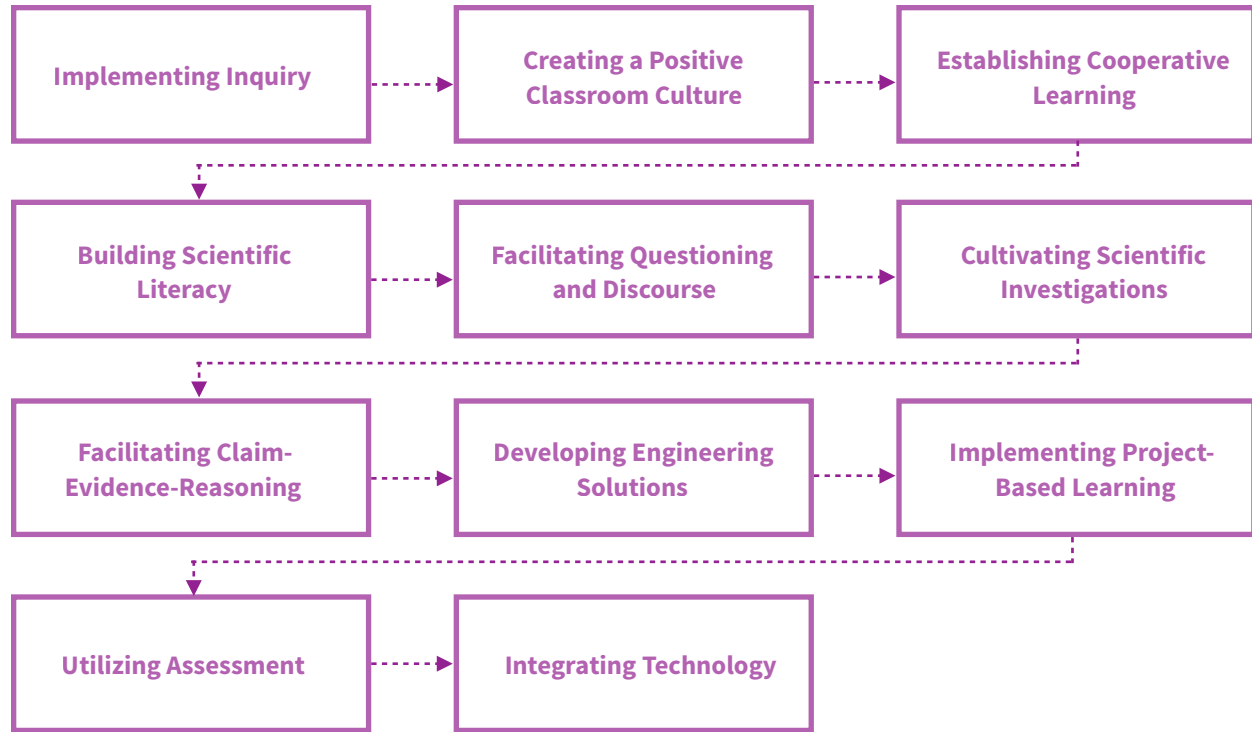 Implementing Inquiry
Creating a Positive
Classroom Culture
Establishing Cooperative
Learning
Building Scientific
Literacy
Facilitating Questioning
and Discourse
Cultivating Scientific
Investigations
Facilitating Claim-
Evidence-Reasoning
Developing Engineering
Solutions
Implementing Project-
Based Learning
Utilizing Assessment
Integrating Technology